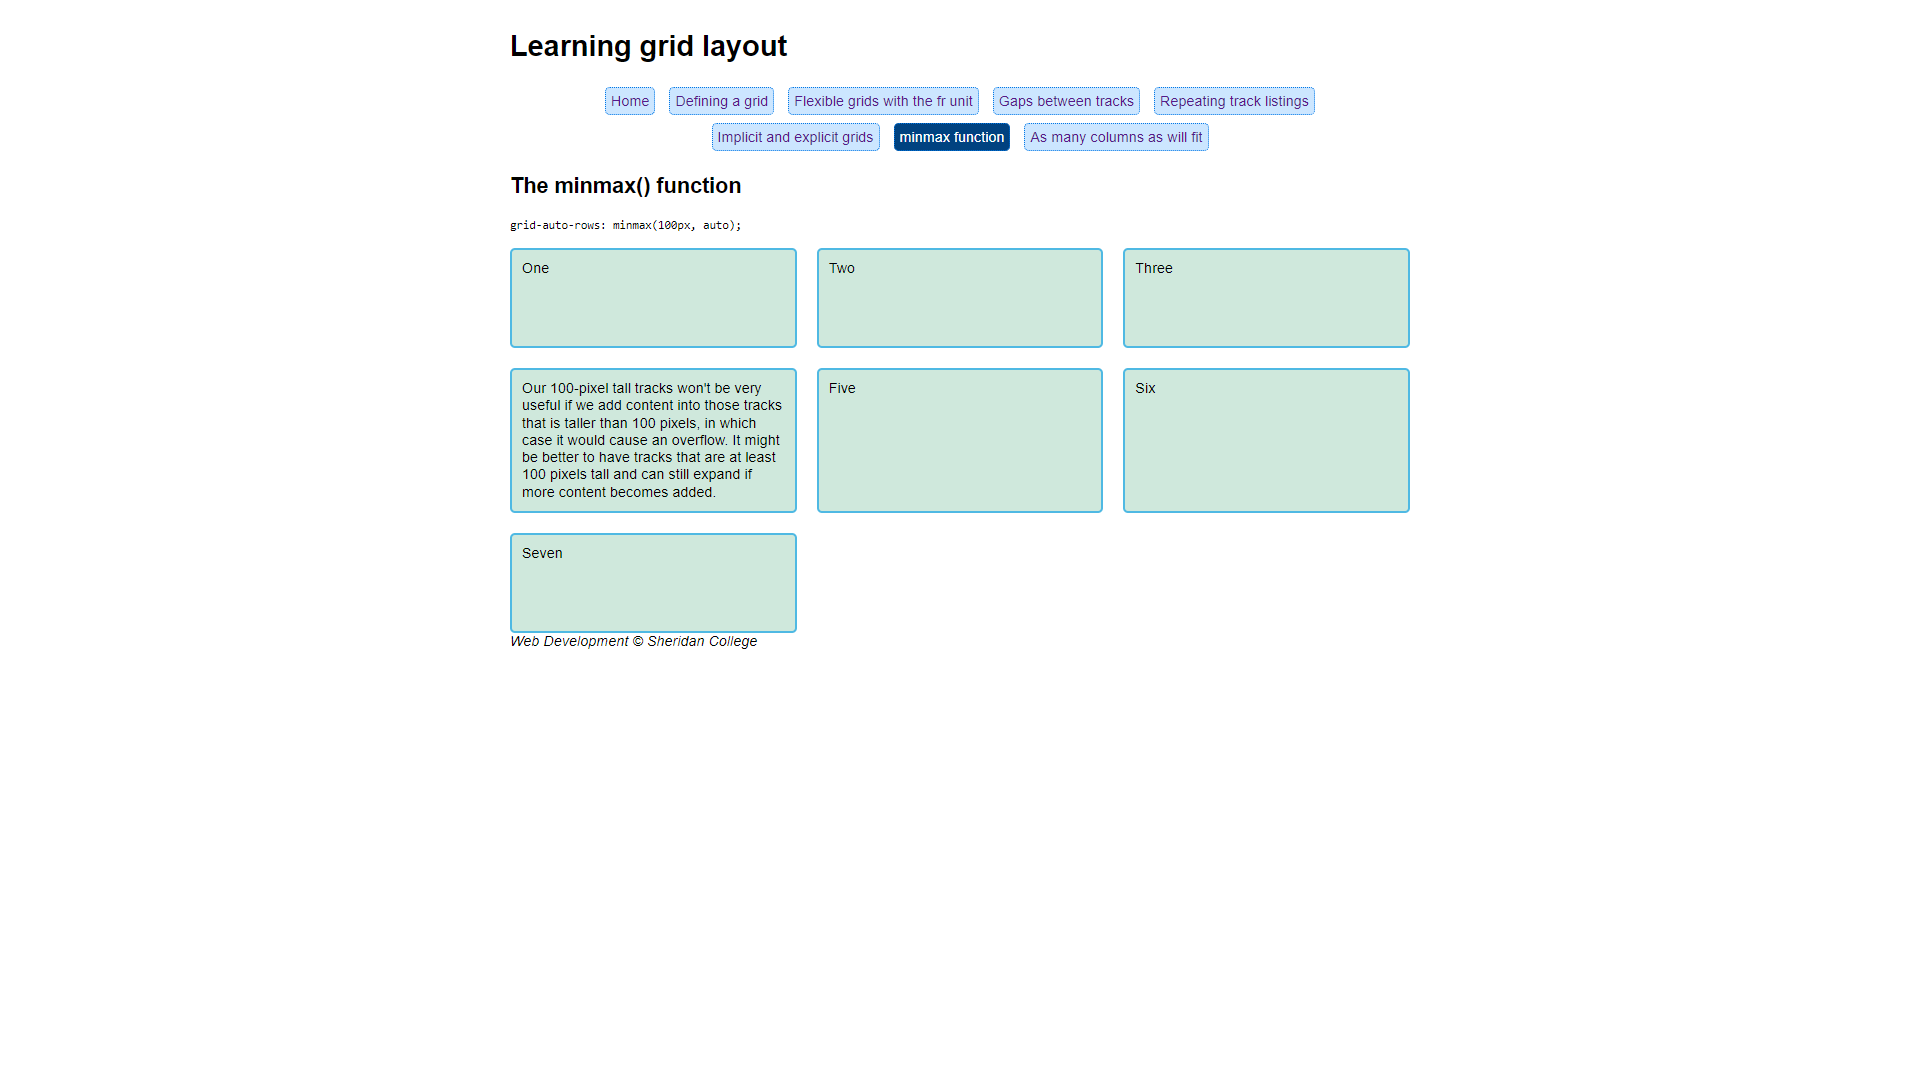 Learning grid layout
Home Defining a grid Flexible grids with the fr unit Gaps between tracks Repeating track listings
Implicit and explicit grids minmax function As many columns as will fit
The minmax() function
grid-auto-rows: minmax(100px, auto);
One
Two
Three
Our 100-pixel tall tracks won't be very
useful if we add content into those tracks
that is taller than 100 pixels, in which
case it would cause an overflow. It might
be better to have tracks that are at least
100 pixels tall and can still expand if
more content becomes added.
Five
Six
Seven
Web Development © Sheridan College